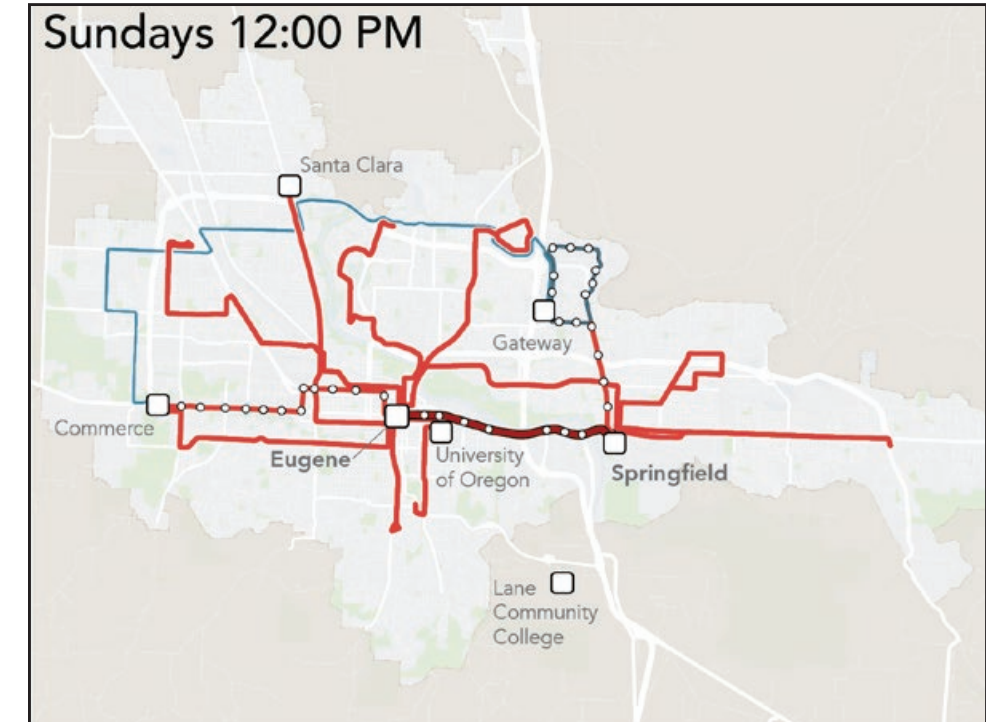 Sundays 12:00 PM
Santa Clara
Gateway
Commerce
Eugene
University
of Oregon
Springfield
Lane
Community
College